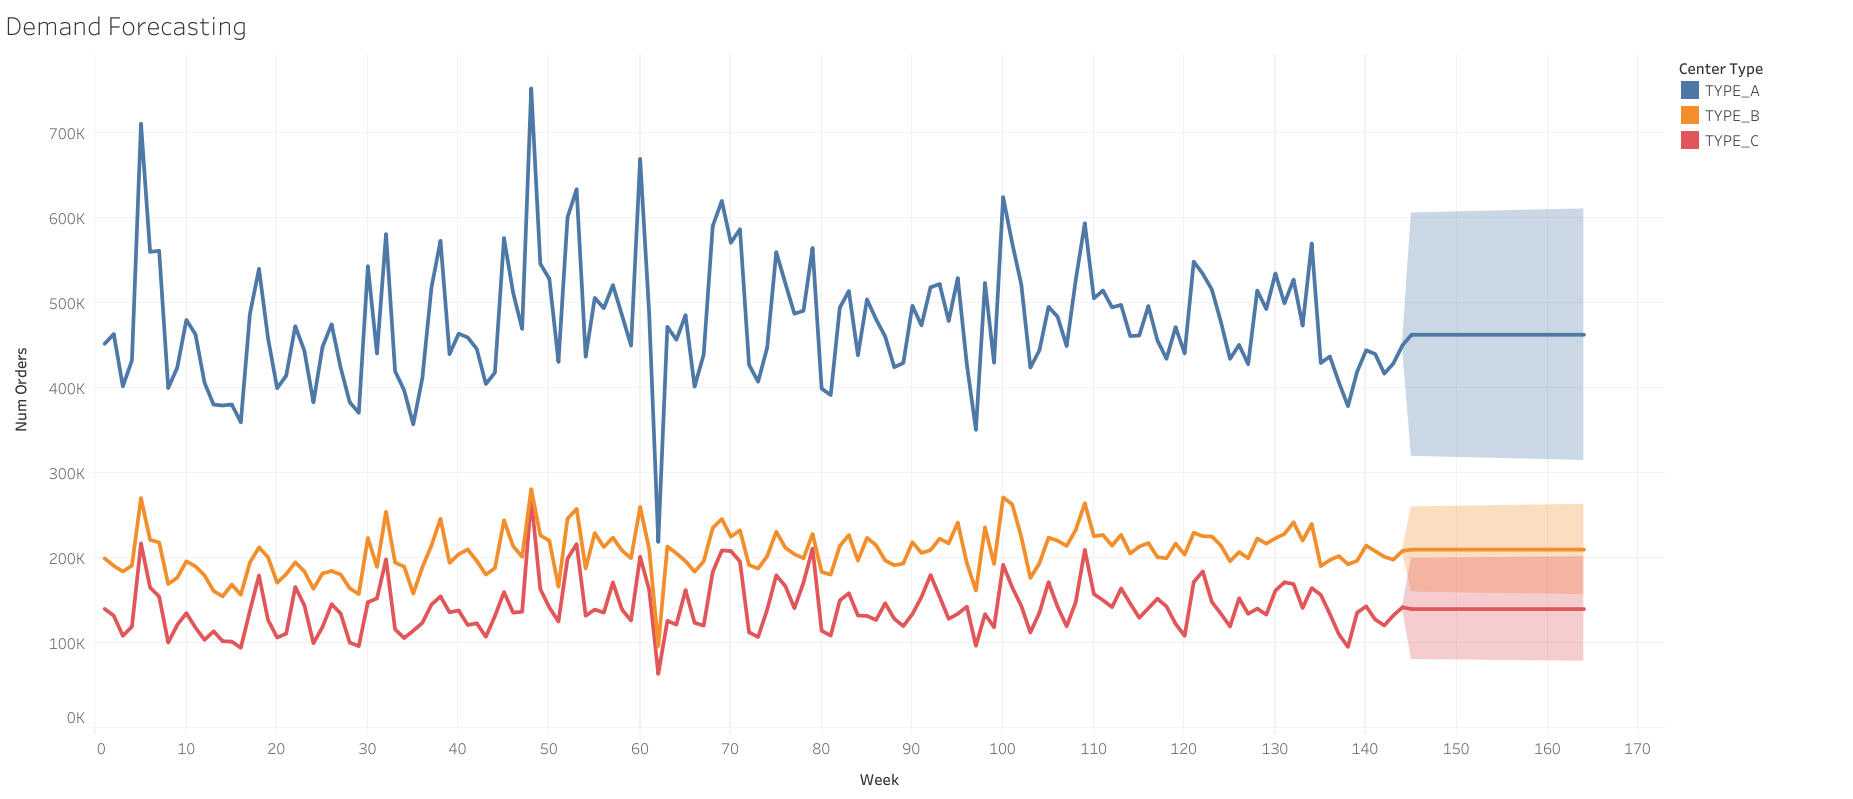 Demand Forecasting
Center Type
TYPE_A
TYPE_B
TYPE_C
700K
600K
500K
400K
300K
200K
100K
0K
Num Orders
0 10 20 30 40 50 60 70 80 90 100 110 120 130 140 150 160 170
Week